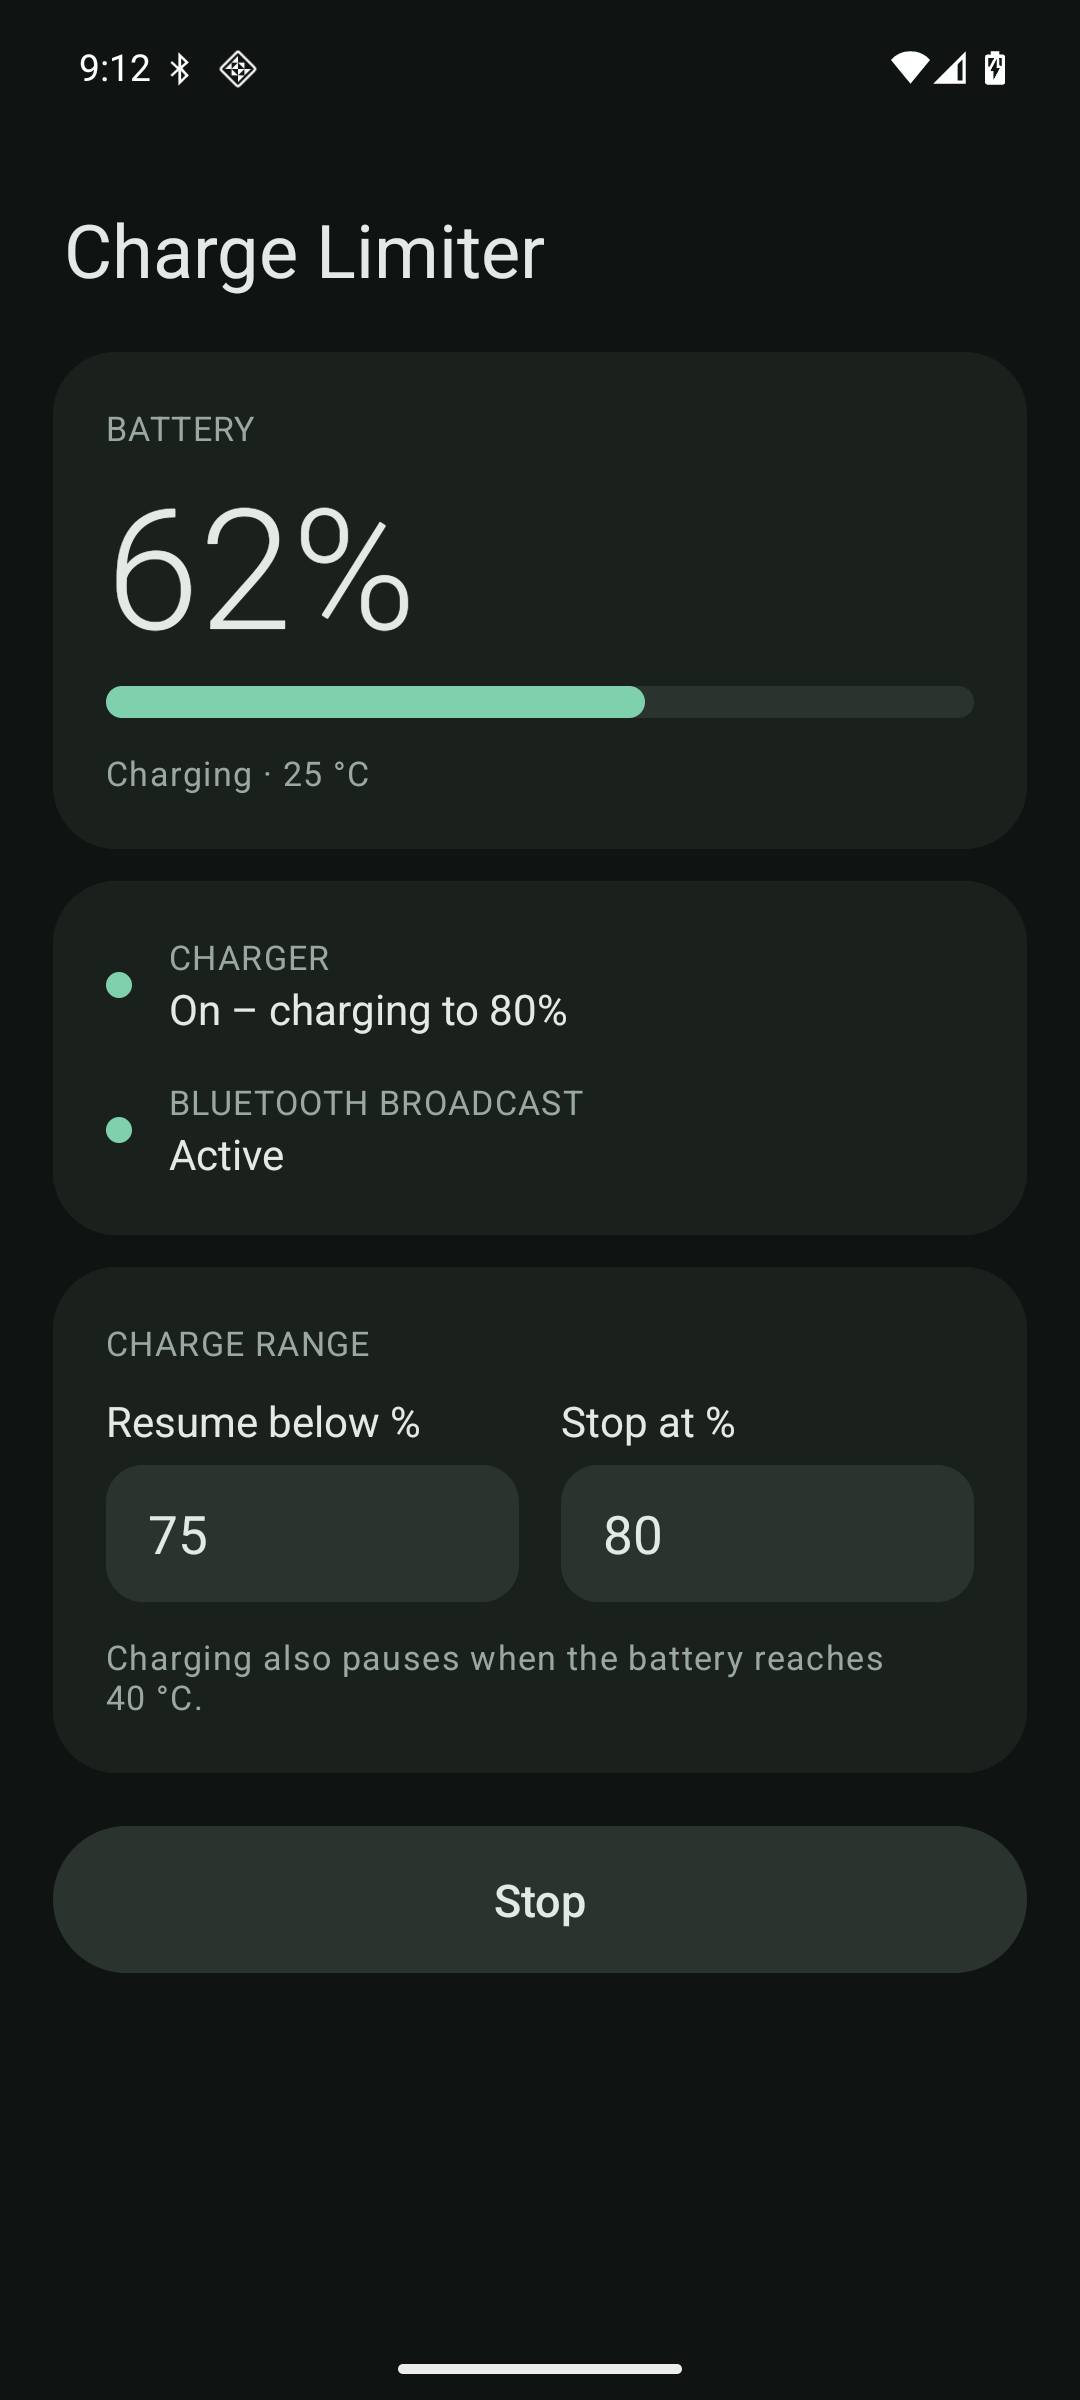 9:12
Charge Limiter
BATTERY
62%
Charging · 25 °C
CHARGER
On – charging to 80%
BLUETOOTH BROADCAST
Active
CHARGE RANGE
Resume below % Stop at %
75 80
Charging also pauses when the battery reaches
40 °C.
Stop